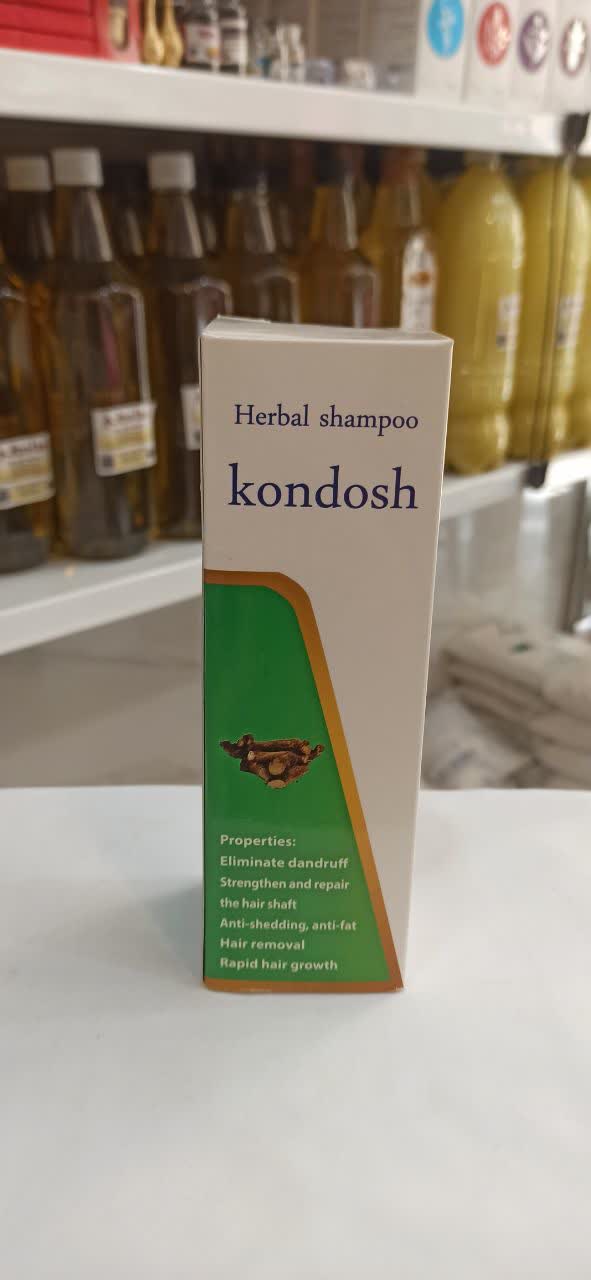 Herbal shampoo
kondosh
Properties:
Eliminate dandruff
Strengthen and repair
the hair shaft
Anti-shedding, anti-fat
Hair removal
Rapid hair growth